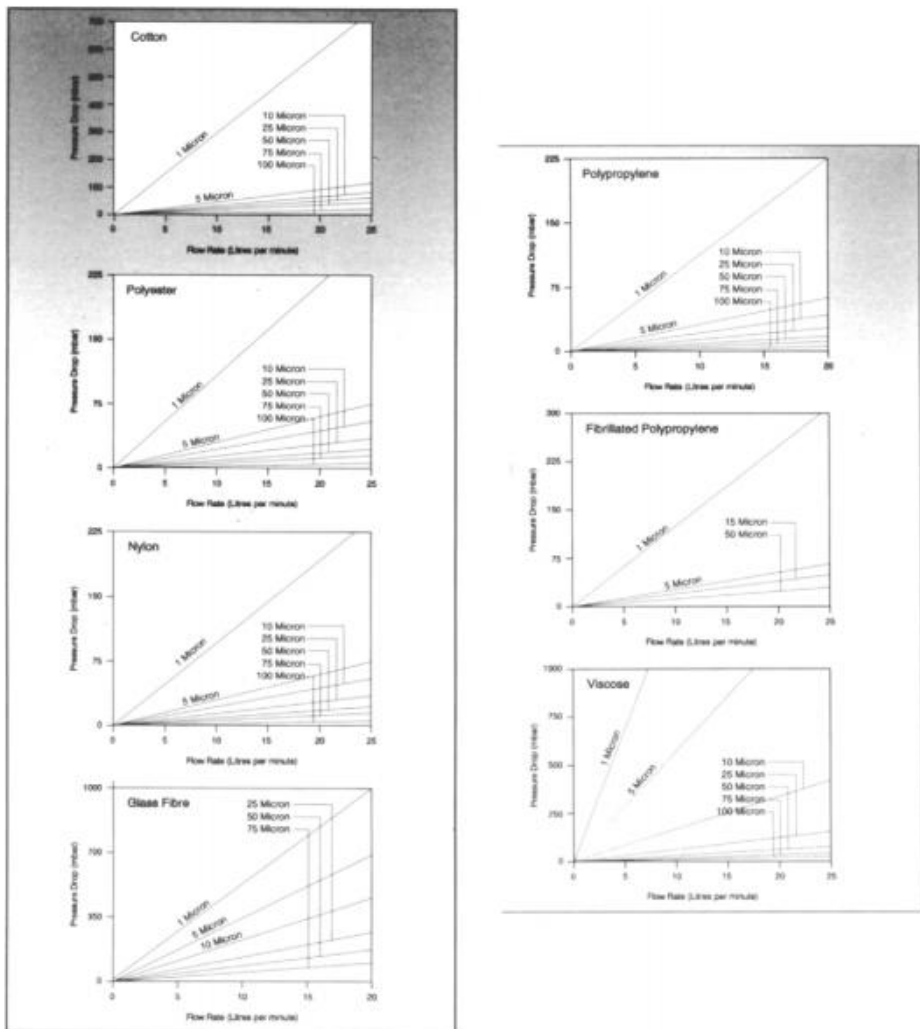 Cotton
Pressure Drop (mbar)
700
600
500
400
300
200
100
0
1 Micron
5 Micron
10 Micron
25 Micron
50 Micron
75 Micron
100 Micron
0 5 10 15 20 25
Flow Rate (Litres per minute)
Polyester
Pressure Drop (mbar)
225
150
75
0
1 Micron
5 Micron
10 Micron
25 Micron
50 Micron
75 Micron
100 Micron
0 5 10 15 20 25
Flow Rate (Litres per minute)
Nylon
Pressure Drop (mbar)
225
150
75
0
1 Micron
5 Micron
10 Micron
25 Micron
50 Micron
75 Micron
100 Micron
0 5 10 15 20 25
Flow Rate (Litres per minute)
Glass Fibre
Pressure Drop (mbar)
1000
700
350
0
1 Micron
5 Micron
10 Micron
25 Micron
50 Micron
75 Micron
0 5 10 15 20
Flow Rate (Litres per minute)
Polypropylene
Pressure Drop (mbar)
225
150
75
0
1 Micron
5 Micron
10 Micron
25 Micron
50 Micron
75 Micron
100 Micron
0 5 10 15 20
Flow Rate (Litres per minute)
Fibrillated Polypropylene
Pressure Drop (mbar)
300
225
150
75
0
1 Micron
5 Micron
15 Micron
50 Micron
0 5 10 15 20 25
Flow Rate (Litres per minute)
Viscose
Pressure Drop (mbar)
750
500
250
0
1 Micron
5 Micron
10 Micron
25 Micron
50 Micron
75 Micron
100 Micron
0 5 10 15 20 25
Flow Rate (Litres per minute)